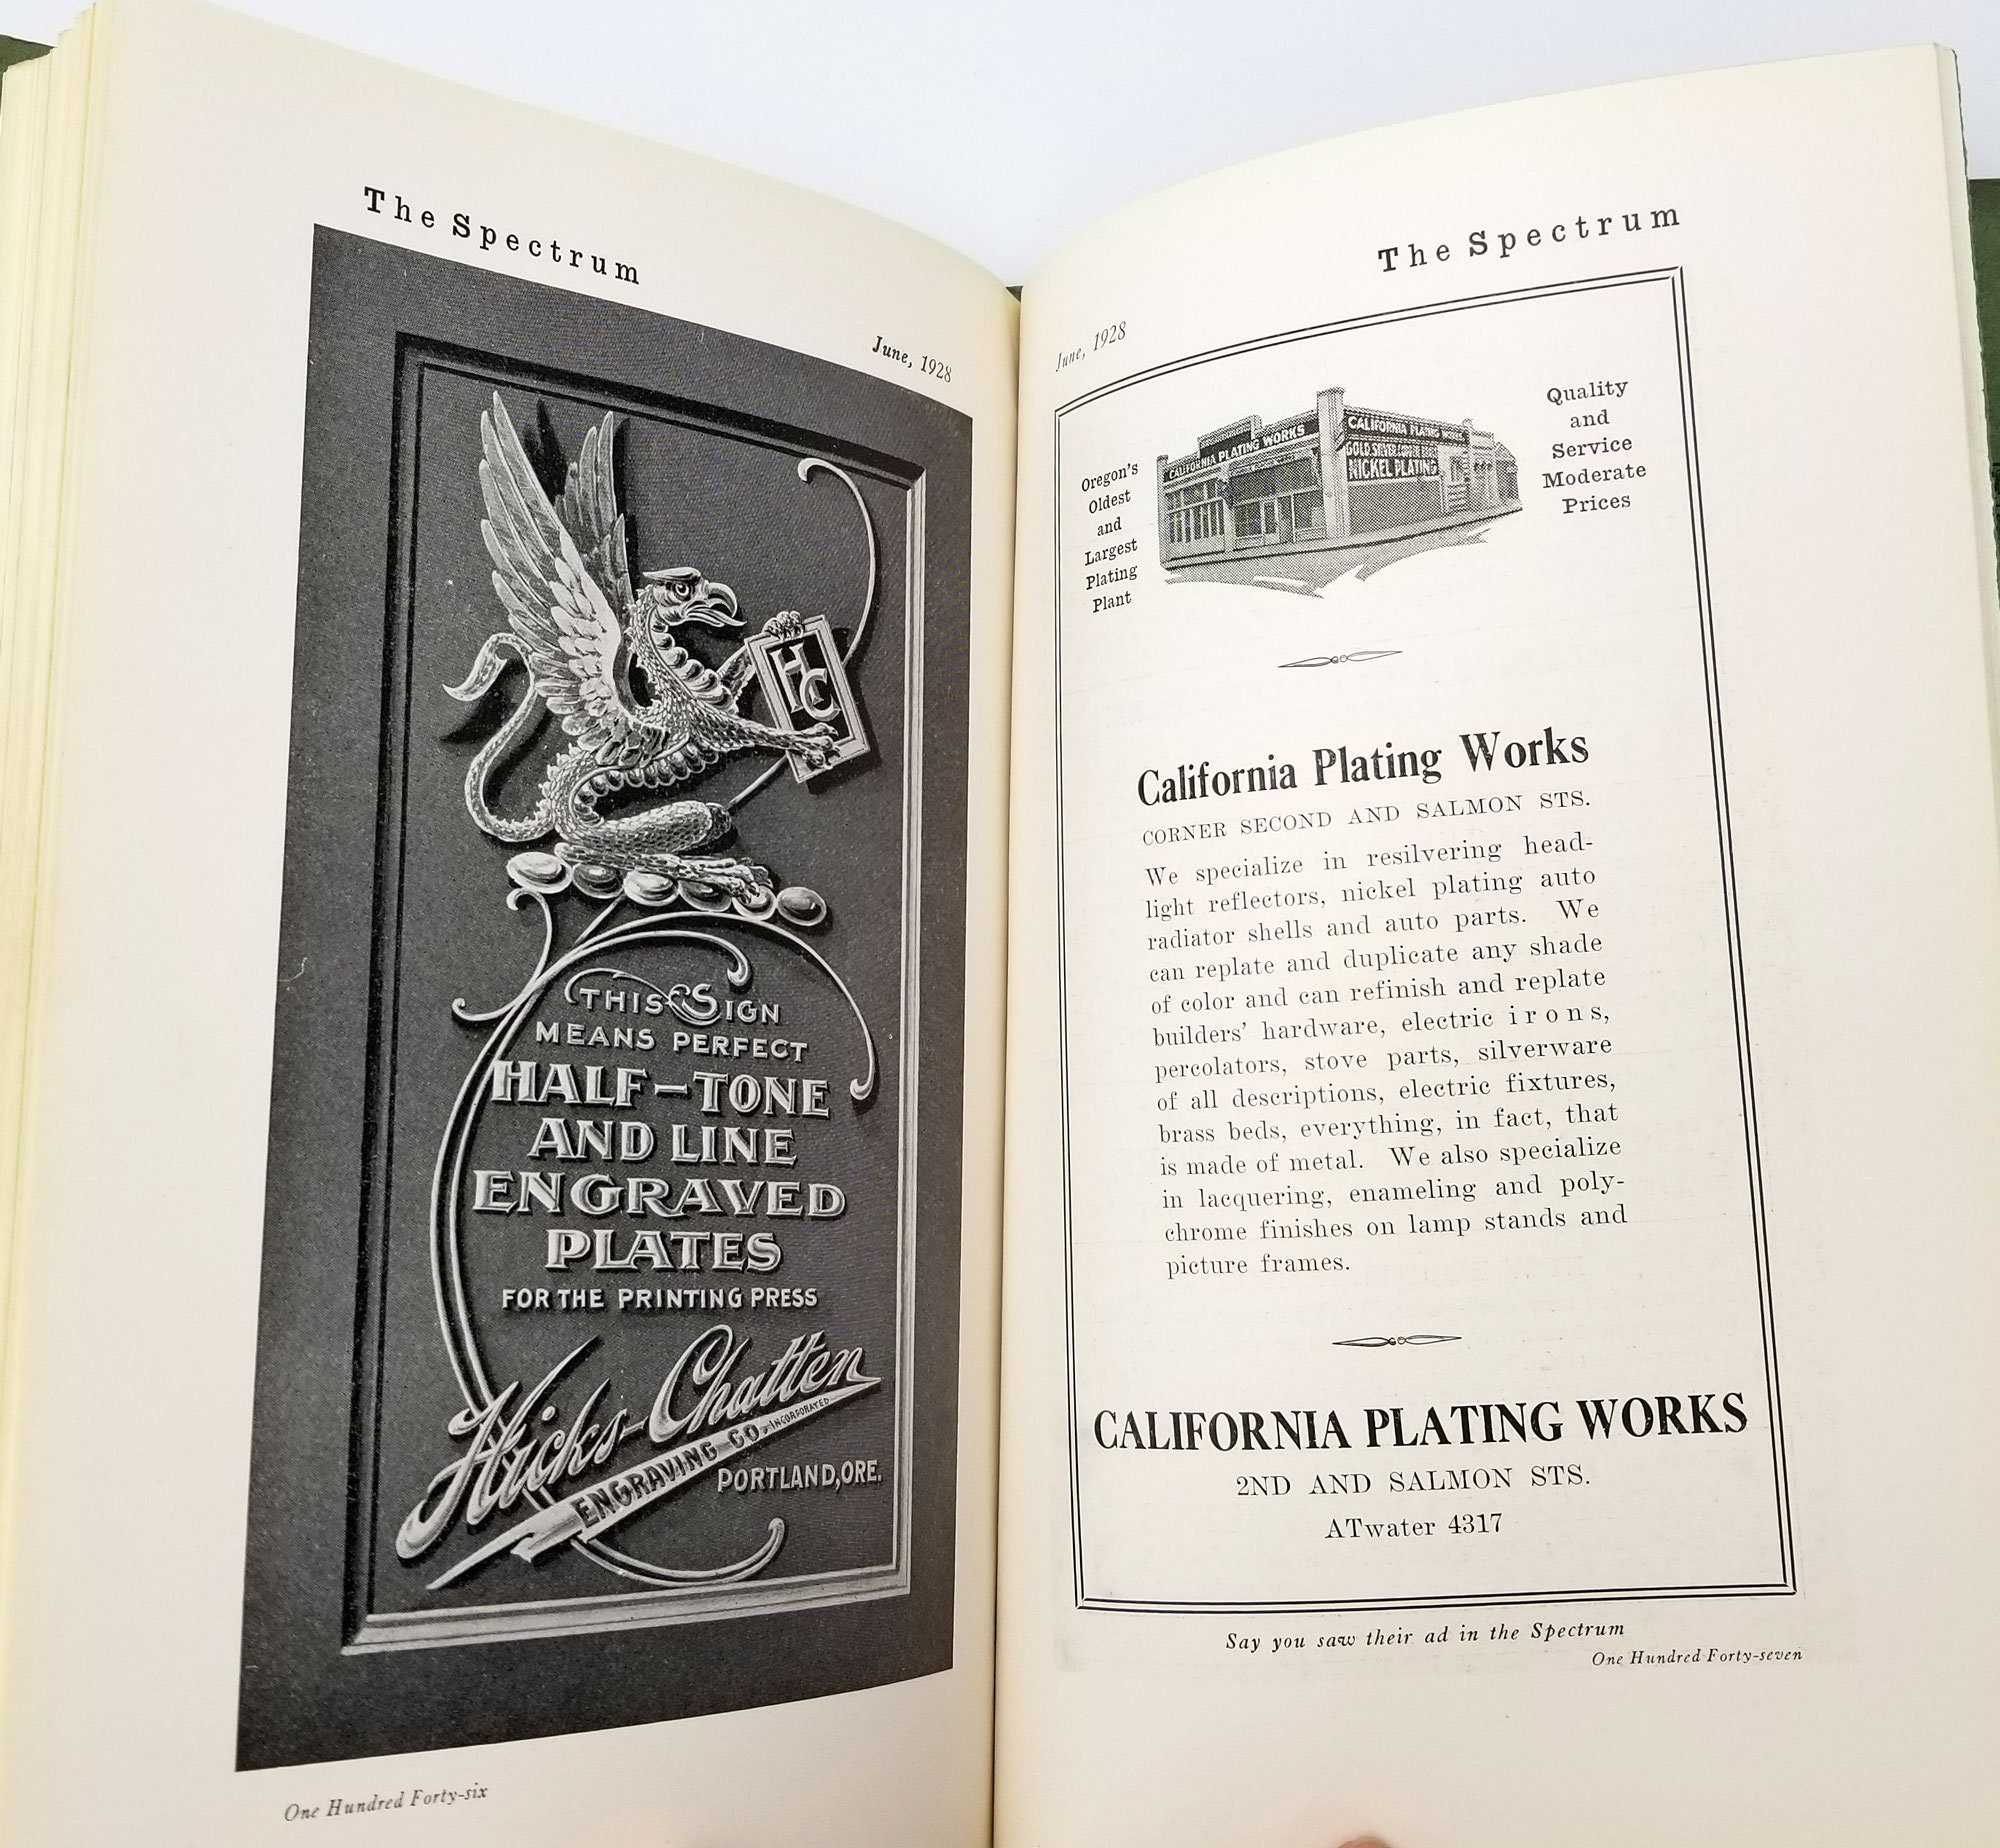 The Spectrum
June, 1928
HC
THIS SIGN
MEANS PERFECT
HALF-TONE
AND LINE
ENGRAVED
PLATES
FOR THE PRINTING PRESS
Hicks-Chatten
ENGRAVING CO. INCORPORATED
PORTLAND, ORE.
One Hundred Forty-six
The Spectrum
June, 1928
Oregon's
Oldest
and
Largest
Plating
Plant
CALIFORNIA PLATING WORKS
CALIFORNIA PLATING WORKS
GOLD, SILVER
NICKEL PLATING
Quality
and
Service
Moderate
Prices
California Plating Works
CORNER SECOND AND SALMON STS.
We specialize in resilvering head-
light reflectors, nickel plating auto
radiator shells and auto parts. We
can replate and duplicate any shade
of color and can refinish and replate
builders' hardware, electric irons,
percolators, stove parts, silverware
of all descriptions, electric fixtures,
brass beds, everything, in fact, that
is made of metal. We also specialize
in lacquering, enameling and poly-
chrome finishes on lamp stands and
picture frames.
CALIFORNIA PLATING WORKS
2ND AND SALMON STS.
ATwater 4317
Say you saw their ad in the Spectrum
One Hundred Forty-seven